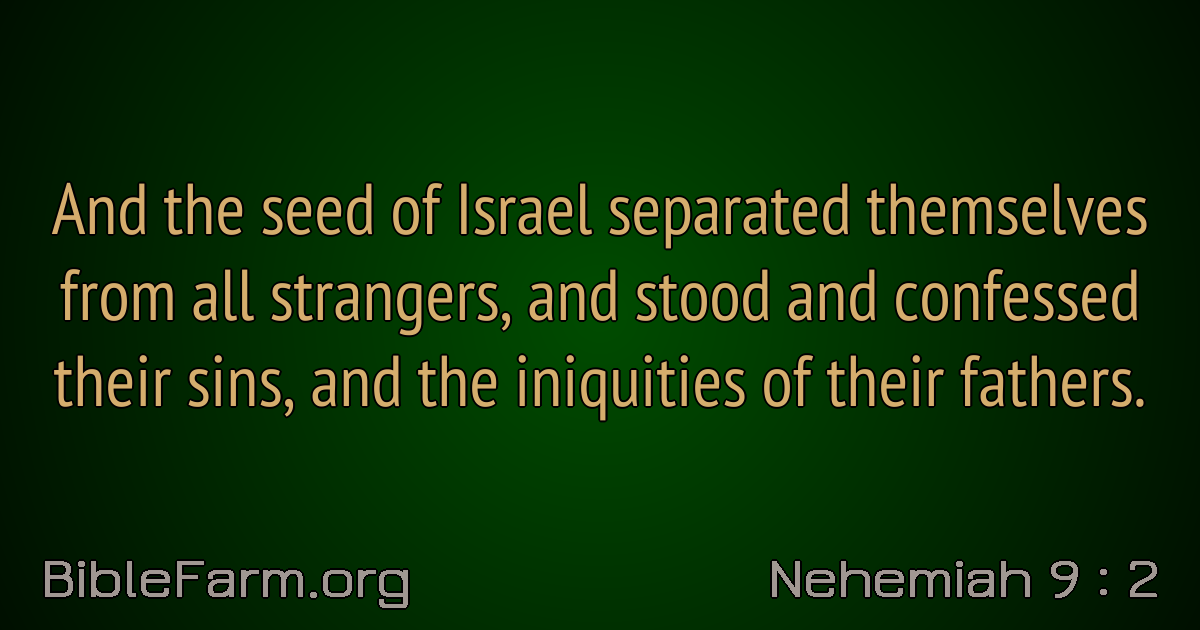 And the seed of Israel separated themselves
from all strangers, and stood and confessed
their sins, and the iniquities of their fathers.
BibleFarm.org
Nehemiah 9 : 2